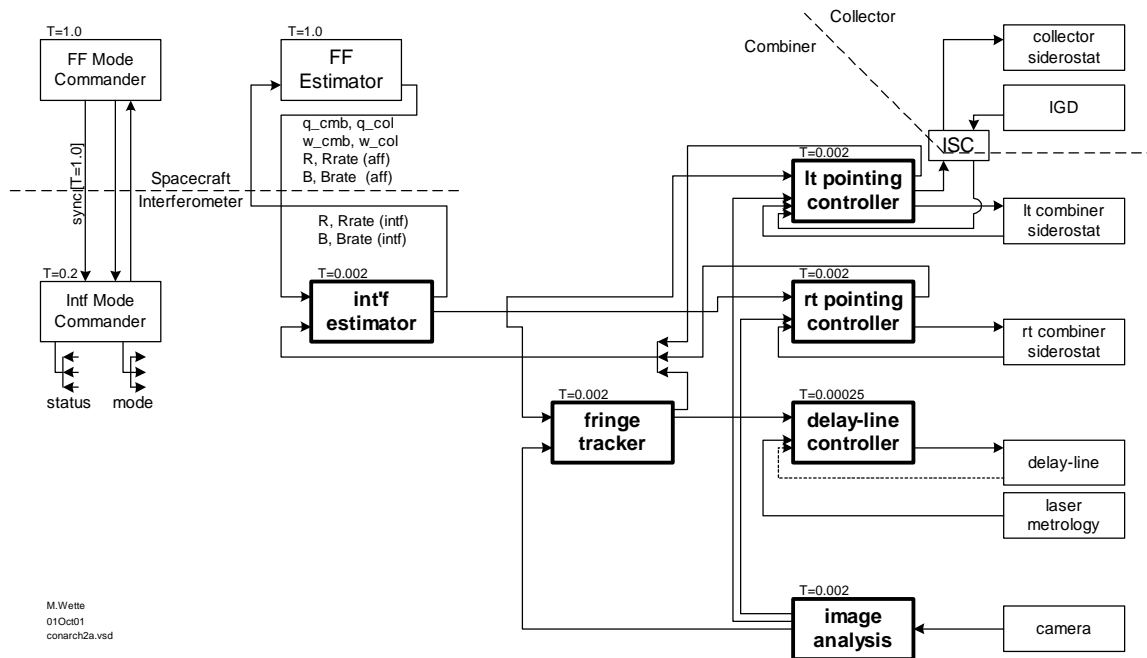 T=1.0
FF Mode
Commander
T=1.0
FF
Estimator
Collector
Combiner
collector
siderostat
IGD
ISC
q_cmb, q_col
w_cmb, w_col
R, Rrate (aff)
B, Brate (aff)
sync[T=1.0]
Spacecraft
Interferometer
R, Rrate (intf)
B, Brate (intf)
T=0.002
lt pointing
controller
lt combiner
siderostat
T=0.2
Intf Mode
Commander
status
mode
T=0.002
int'f
estimator
T=0.002
rt pointing
controller
rt combiner
siderostat
T=0.002
fringe
tracker
T=0.00025
delay-line
controller
delay-line
laser
metrology
T=0.002
image
analysis
camera
M.Wette
01Oct01
conarch2a.vsd